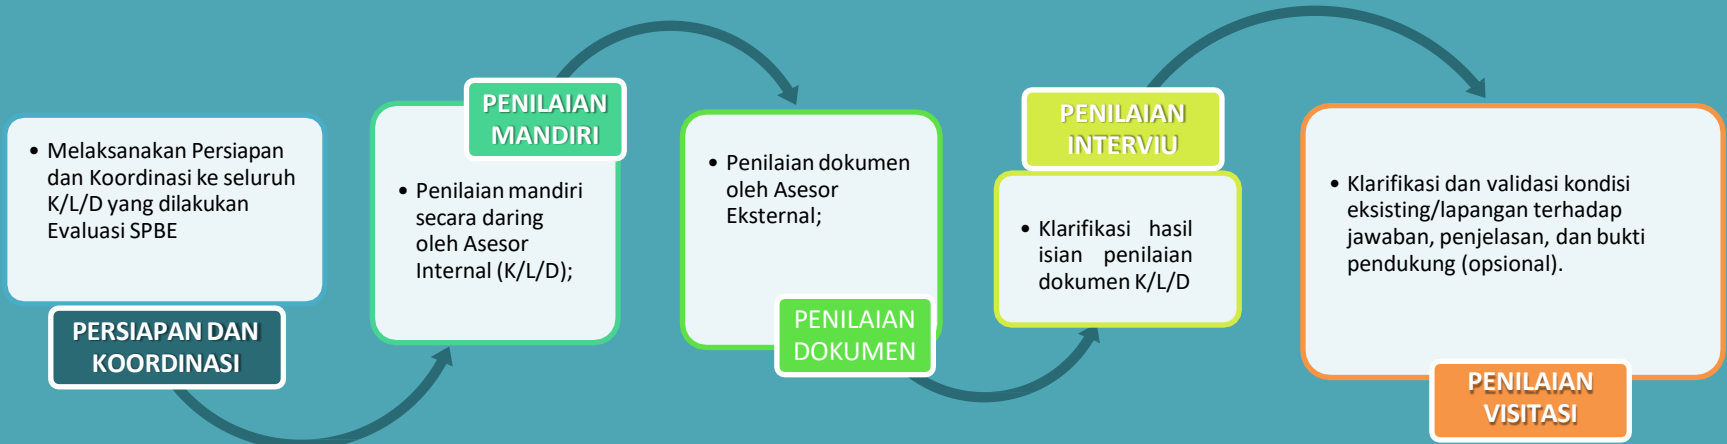 • Melaksanakan Persiapan
dan Koordinasi ke seluruh
K/L/D yang dilakukan
Evaluasi SPBE
PERSIAPAN DAN
KOORDINASI
PENILAIAN
MANDIRI
• Penilaian mandiri
secara daring
oleh Asesor
Internal (K/L/D);
• Penilaian dokumen
oleh Asesor
Eksternal;
PENILAIAN
DOKUMEN
PENILAIAN
INTERVIU
• Klarifikasi hasil
isian penilaian
dokumen K/L/D
• Klarifikasi dan validasi kondisi
eksisting/lapangan terhadap
jawaban, penjelasan, dan bukti
pendukung (opsional).
PENILAIAN
VISITASI